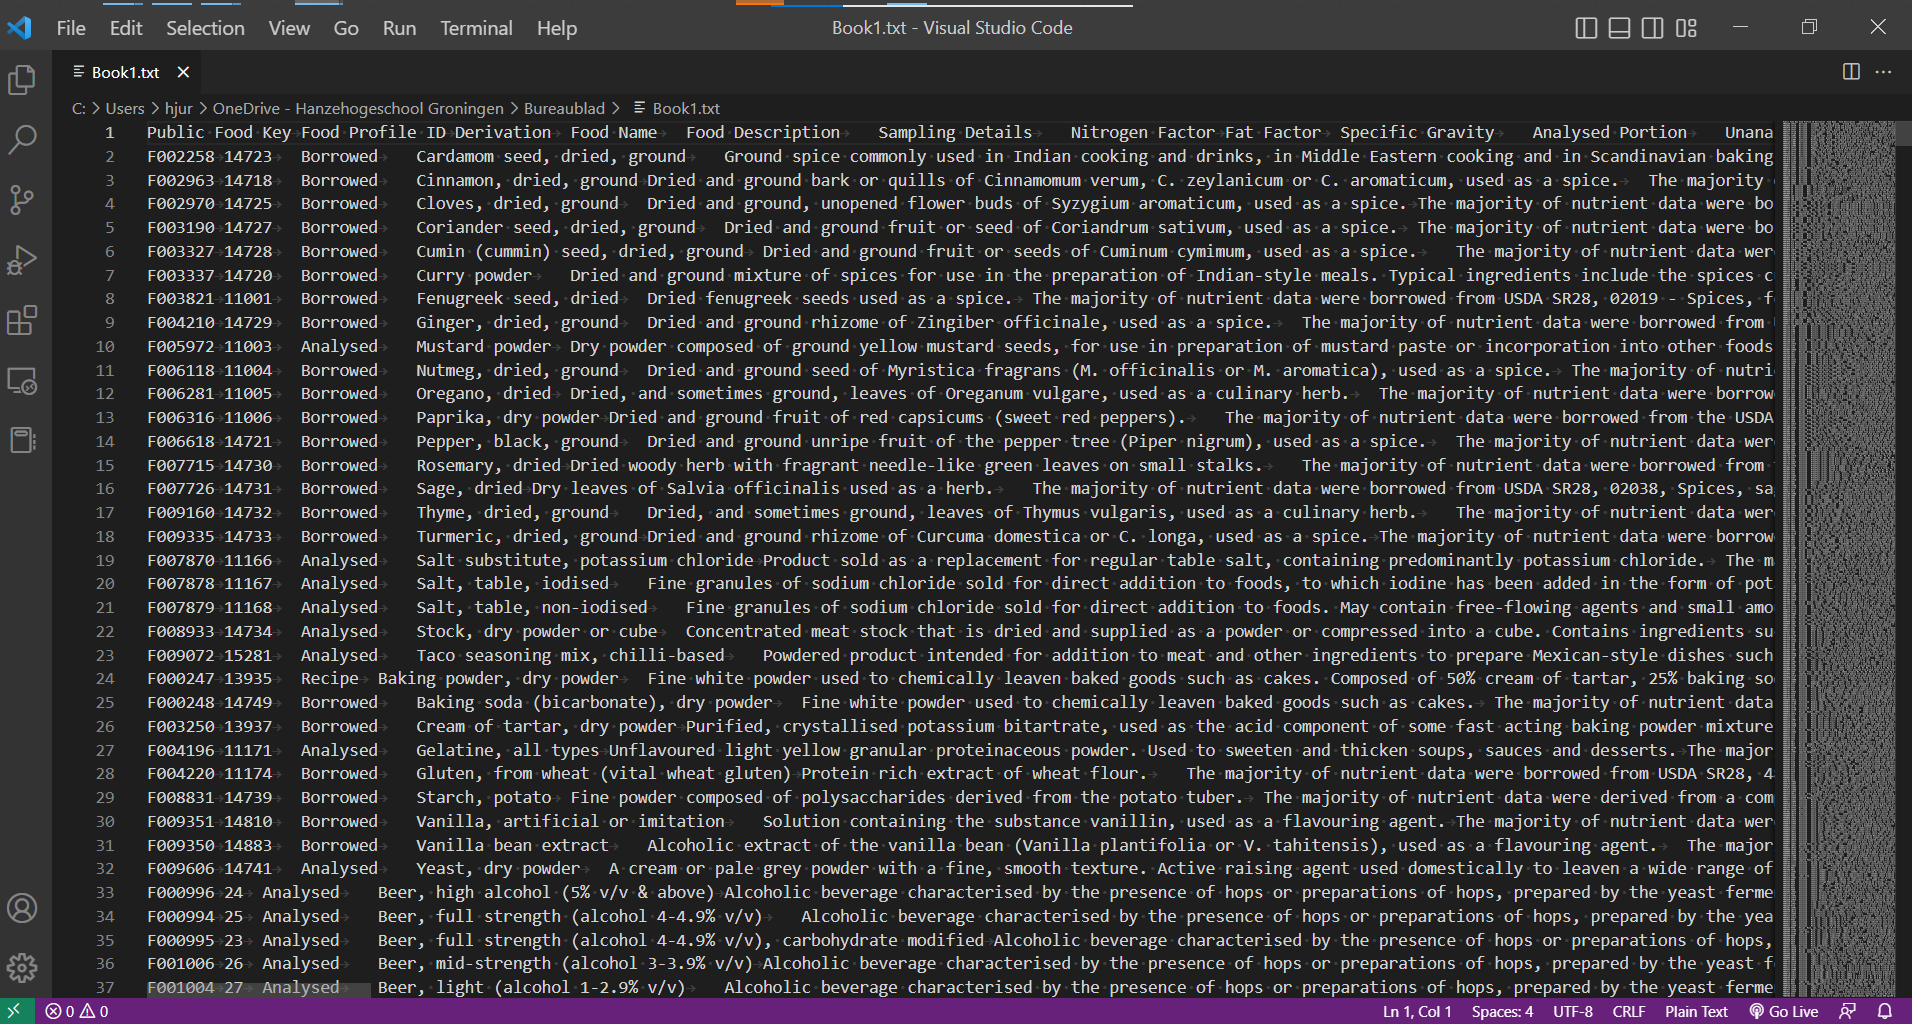 File Edit Selection View Go Run Terminal Help Book1.txt - Visual Studio Code
Book1.txt
C: > Users > hjur > OneDrive - Hanzehogeschool Groningen > Bureaublad > Book1.txt
1 Public Food Key Food Profile ID Derivation Food Name Food Description Sampling Details Nitrogen Factor Fat Factor Specific Gravity Analysed Portion Unana
2 F002258 14723 Borrowed Cardamom seed, dried, ground Ground spice commonly used in Indian cooking and drinks, in Middle Eastern cooking and in Scandinavian baking
3 F002963 14718 Borrowed Cinnamon, dried, ground Dried and ground bark or quills of Cinnamomum verum, C. zeylanicum or C. aromaticum, used as a spice. The majority
4 F002970 14725 Borrowed Cloves, dried, ground Dried and ground, unopened flower buds of Syzygium aromaticum, used as a spice. The majority of nutrient data were bo
5 F003190 14727 Borrowed Coriander seed, dried, ground Dried and ground fruit or seed of Coriandrum sativum, used as a spice. The majority of nutrient data were bo
6 F003327 14728 Borrowed Cumin (cummin) seed, dried, ground Dried and ground fruit or seeds of Cuminum cymimum, used as a spice. The majority of nutrient data wer
7 F003337 14720 Borrowed Curry powder Dried and ground mixture of spices for use in the preparation of Indian-style meals. Typical ingredients include the spices c
8 F003821 11001 Borrowed Fenugreek seed, dried Dried fenugreek seeds used as a spice. The majority of nutrient data were borrowed from USDA SR28, 02019 - Spices, f
9 F004210 14729 Borrowed Ginger, dried, ground Dried and ground rhizome of Zingiber officinale, used as a spice. The majority of nutrient data were borrowed from
10 F005972 11003 Analysed Mustard powder Dry powder composed of ground yellow mustard seeds, for use in preparation of mustard paste or incorporation into other foods
11 F006118 11004 Borrowed Nutmeg, dried, ground Dried and ground seed of Myristica fragrans (M. officinalis or M. aromatica), used as a spice. The majority of nutri
12 F006281 11005 Borrowed Oregano, dried Dried, and sometimes ground, leaves of Oreganum vulgare, used as a culinary herb. The majority of nutrient data were borrow
13 F006316 11006 Borrowed Paprika, dry powder Dried and ground fruit of red capsicums (sweet red peppers). The majority of nutrient data were borrowed from the USDA
14 F006618 14721 Borrowed Pepper, black, ground Dried and ground unripe fruit of the pepper tree (Piper nigrum), used as a spice. The majority of nutrient data wer
15 F007715 14730 Borrowed Rosemary, dried Dried woody herb with fragrant needle-like green leaves on small stalks. The majority of nutrient data were borrowed from
16 F007726 14731 Borrowed Sage, dried Dry leaves of Salvia officinalis used as a herb. The majority of nutrient data were borrowed from USDA SR28, 02038, Spices, sa
17 F009160 14732 Borrowed Thyme, dried, ground Dried, and sometimes ground, leaves of Thymus vulgaris, used as a culinary herb. The majority of nutrient data wer
18 F009335 14733 Borrowed Turmeric, dried, ground Dried and ground rhizome of Curcuma domestica or C. longa, used as a spice. The majority of nutrient data were borrow
19 F007870 11166 Analysed Salt substitute, potassium chloride Product sold as a replacement for regular table salt, containing predominantly potassium chloride. The m
20 F007878 11167 Analysed Salt, table, iodised Fine granules of sodium chloride sold for direct addition to foods, to which iodine has been added in the form of pot
21 F007879 11168 Analysed Salt, table, non-iodised Fine granules of sodium chloride sold for direct addition to foods. May contain free-flowing agents and small amo
22 F008933 14734 Analysed Stock, dry powder or cube Concentrated meat stock that is dried and supplied as a powder or compressed into a cube. Contains ingredients su
23 F009072 15281 Analysed Taco seasoning mix, chilli-based Powdered product intended for addition to meat and other ingredients to prepare Mexican-style dishes such
24 F000247 13935 Recipe Baking powder, dry powder Fine white powder used to chemically leaven baked goods such as cakes. Composed of 50% cream of tartar, 25% baking so
25 F000248 14749 Borrowed Baking soda (bicarbonate), dry powder Fine white powder used to chemically leaven baked goods such as cakes. The majority of nutrient data
26 F003250 13937 Borrowed Cream of tartar, dry powder Purified, crystallised potassium bitartrate, used as the acid component of some fast acting baking powder mixture
27 F004196 11171 Analysed Gelatine, all types Unflavoured light yellow granular proteinaceous powder. Used to sweeten and thicken soups, sauces and desserts. The major
28 F004220 11174 Borrowed Gluten, from wheat (vital wheat gluten) Protein rich extract of wheat flour. The majority of nutrient data were borrowed from USDA SR28, 4
29 F008831 14739 Borrowed Starch, potato Fine powder composed of polysaccharides derived from the potato tuber. The majority of nutrient data were derived from a com
30 F009351 14810 Borrowed Vanilla, artificial or imitation Solution containing the substance vanillin, used as a flavouring agent. The majority of nutrient data wer
31 F009350 14883 Borrowed Vanilla bean extract Alcoholic extract of the vanilla bean (Vanilla plantifolia or V. tahitensis), used as a flavouring agent. The major
32 F009606 14741 Analysed Yeast, dry powder A cream or pale grey powder with a fine, smooth texture. Active raising agent used domestically to leaven a wide range of
33 F000996 24 Analysed Beer, high alcohol (5% v/v & above) Alcoholic beverage characterised by the presence of hops or preparations of hops, prepared by the yeast ferme
34 F000994 25 Analysed Beer, full strength (alcohol 4-4.9% v/v) Alcoholic beverage characterised by the presence of hops or preparations of hops, prepared by the yea
35 F000995 23 Analysed Beer, full strength (alcohol 4-4.9% v/v), carbohydrate modified Alcoholic beverage characterised by the presence of hops or preparations of hops,
36 F001006 26 Analysed Beer, mid-strength (alcohol 3-3.9% v/v) Alcoholic beverage characterised by the presence of hops or preparations of hops, prepared by the yeast f
37 F001004 27 Analysed Beer, light (alcohol 1-2.9% v/v) Alcoholic beverage characterised by the presence of hops or preparations of hops, prepared by the yeast ferme
0 0 Ln 1, Col 1 Spaces: 4 UTF-8 CRLF Plain Text Go Live